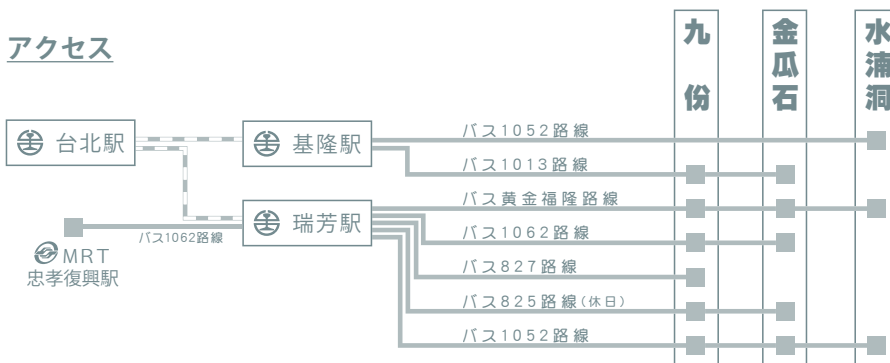 アクセス
九份
金瓜石
水湳洞
台北駅
基隆駅
瑞芳駅
バス1062路線
MRT
忠孝復興駅
バス1052路線
バス1013路線
バス黄金福隆路線
バス1062路線
バス827路線
バス825路線(休日)
バス1052路線